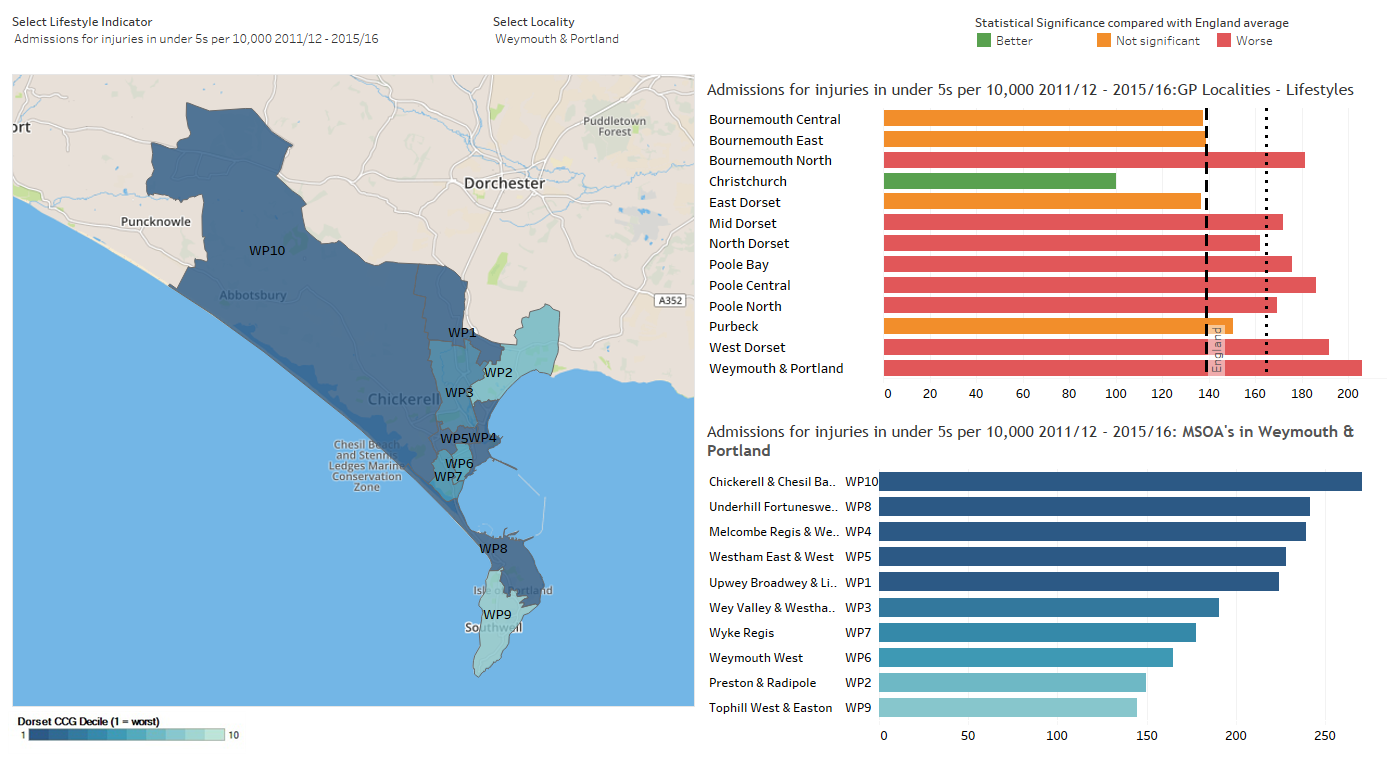 Select Lifestyle Indicator
Admissions for injuries in under 5s per 10,000 2011/12 - 2015/16
Select Locality
Weymouth & Portland
Statistical Significance compared with England average
Better
Not significant
Worse
ort
Puddletown
Forest
Dorchester
Puncknowle
WP10
Abbotsbury
A352
WP1
WP2
WP3
Chickerell
WP5
WP4
Chesil Beach
and Stennis
Ledges Marine
Conservation
Zone
WP6
WP7
WP8
Isle of Portland
WP9
Southwell
Dorset CCG Decile (1 = worst)
1
10
Admissions for injuries in under 5s per 10,000 2011/12 - 2015/16:GP Localities - Lifestyles
Bournemouth Central
Bournemouth East
Bournemouth North
Christchurch
East Dorset
Mid Dorset
North Dorset
Poole Bay
Poole Central
Poole North
Purbeck
West Dorset
Weymouth & Portland
England
0 20 40 60 80 100 120 140 160 180 200
Admissions for injuries in under 5s per 10,000 2011/12 - 2015/16: MSOA's in Weymouth &
Portland
Chickerell & Chesil Ba.. WP10
Underhill Fortuneswe.. WP8
Melcombe Regis & We.. WP4
Westham East & West WP5
Upwey Broadwey & Li.. WP1
Wey Valley & Westha.. WP3
Wyke Regis WP7
Weymouth West WP6
Preston & Radipole WP2
Tophill West & Easton WP9
0 50 100 150 200 250